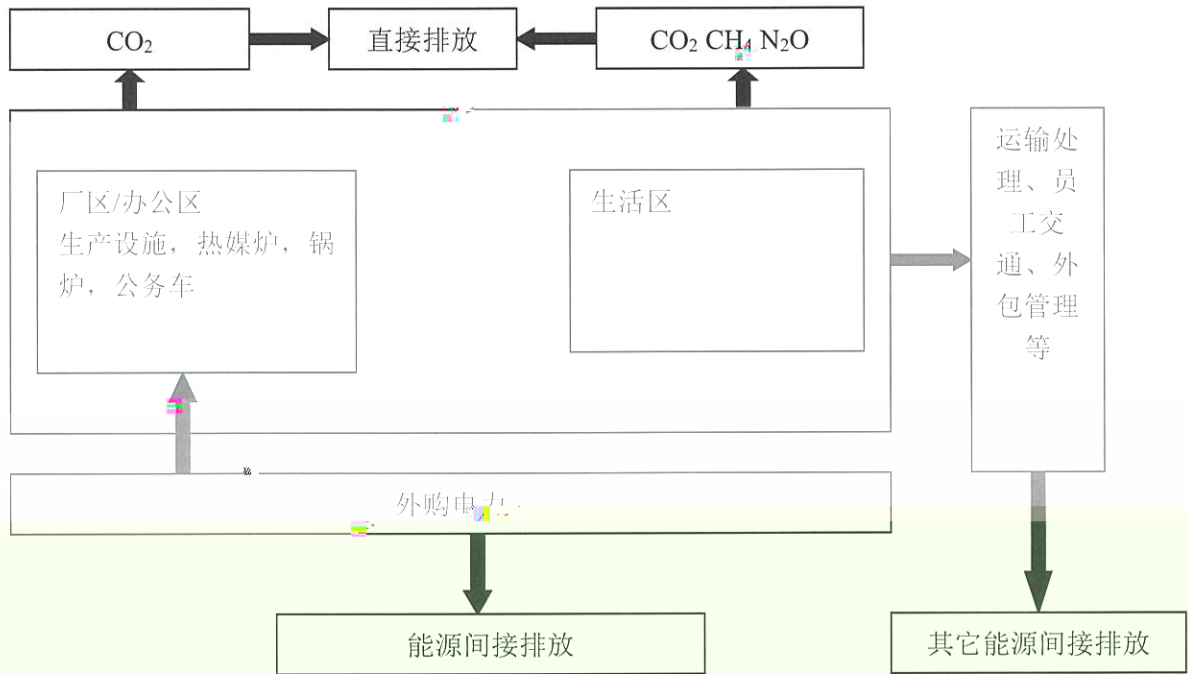 CO₂
直接排放
CO₂ CH₄ N₂O
厂区/办公区
生产设施，热媒炉，锅
炉，公务车
生活区
运输处
理、员
工交
通、外
包管理
等
外购电力
能源间接排放
其它能源间接排放